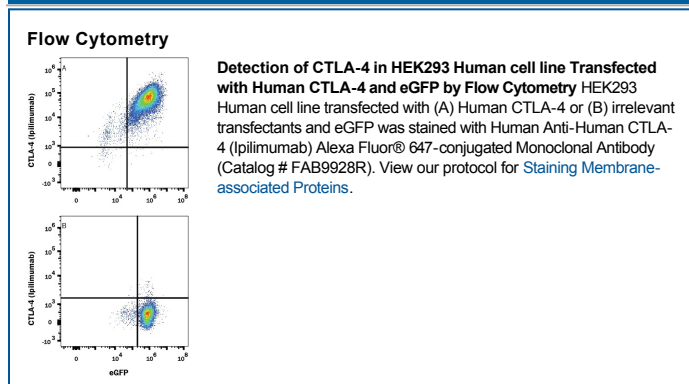 Flow Cytometry
Detection of CTLA-4 in HEK293 Human cell line Transfected
with Human CTLA-4 and eGFP by Flow Cytometry HEK293
Human cell line transfected with (A) Human CTLA-4 or (B) irrelevant
transfectants and eGFP was stained with Human Anti-Human CTLA-
4 (Ipilimumab) Alexa Fluor® 647-conjugated Monoclonal Antibody
(Catalog # FAB9928R). View our protocol for Staining Membrane-
associated Proteins.
A
CTLA-4 (Ipilimumab)
10^6
10^5
10^4
10^3
0
-10^3
0 10^4 10^6 10^8
B
CTLA-4 (Ipilimumab)
10^6
10^5
10^4
10^3
0
-10^3
0 10^4 10^6 10^8
eGFP